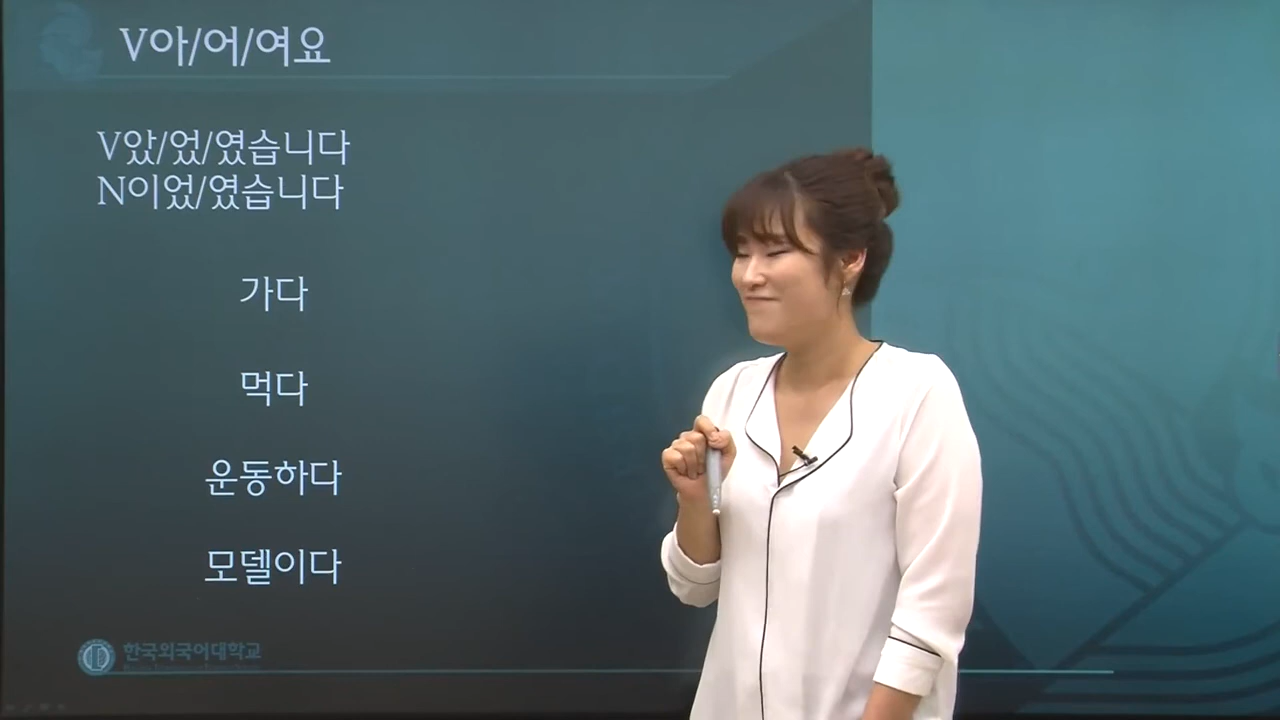 V아/어/여요
V았/었/였습니다
N이었/였습니다
가다
먹다
운동하다
모델이다
한국외국어대학교